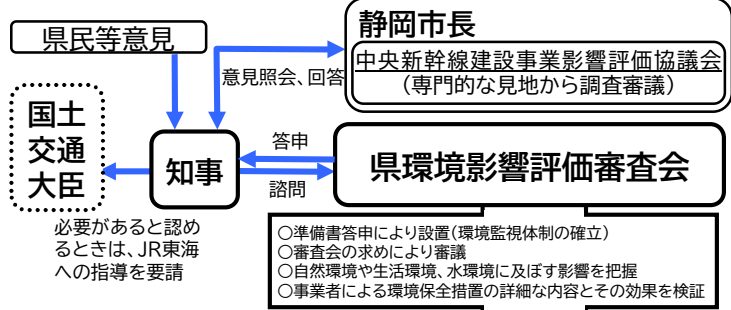 県民等意見
静岡市長
中央新幹線建設事業影響評価協議会
（専門的な見地から調査審議）
意見照会、回答
国土
交通
大臣
知事
答申
諮問
県環境影響評価審査会
必要があると認め
るときは、JR東海
への指導を要請
○準備書答申により設置(環境監視体制の確立)
○審査会の求めにより審議
○自然環境や生活環境、水環境に及ぼす影響を把握
○事業者による環境保全措置の詳細な内容とその効果を検証